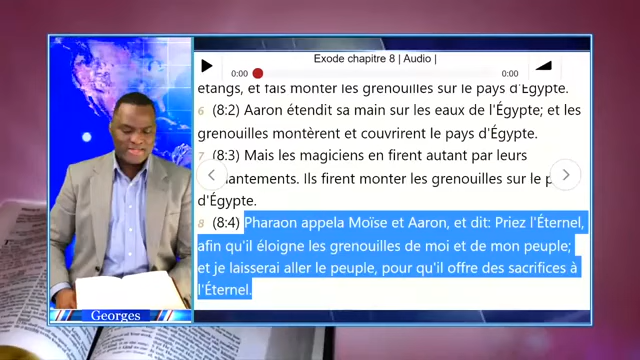 Exode chapitre 8 | Audio |
0:00
0:00
étangs, et fais monter les grenouilles sur le pays d'Égypte.
6 (8:2) Aaron étendit sa main sur les eaux de l'Égypte; et les
grenouilles montèrent et couvrirent le pays d'Égypte.
7 (8:3) Mais les magiciens en firent autant par leurs
antements. Ils firent monter les grenouilles sur le p
d'Égypte.
8 (8:4) Pharaon appela Moïse et Aaron, et dit: Priez l'Éternel,
afin qu'il éloigne les grenouilles de moi et de mon peuple;
et je laisserai aller le peuple, pour qu'il offre des sacrifices à
l'Éternel.
Georges